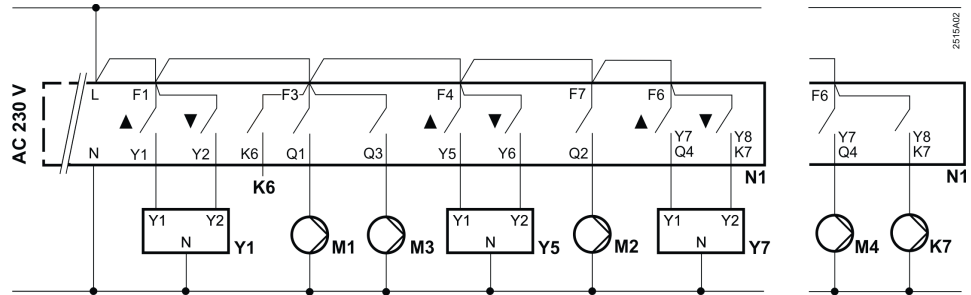 2515A02
AC 230 V
L F1 F3 F4 F7 F6 F6
Y7 Y8 Y7 Y8
N Y1 Y2 K6 Q1 Q3 Y5 Y6 Q2 Q4 K7 Q4 K7
K6 N1 N1
Y1 Y2 Y1 Y2 Y1 Y2
N Y1 M1 M3 N Y5 M2 N Y7 M4 K7